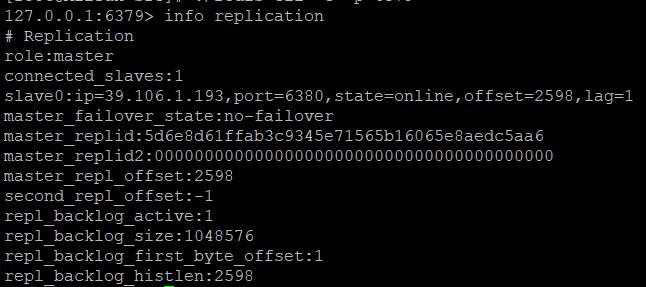 127.0.0.1:6379> info replication
# Replication
role:master
connected_slaves:1
slave0:ip=39.106.1.193,port=6380,state=online,offset=2598,lag=1
master_failover_state:no-failover
master_replid:5d6e8d61ffab3c9345e71565b16065e8aedc5aa6
master_replid2:0000000000000000000000000000000000000000
master_repl_offset:2598
second_repl_offset:-1
repl_backlog_active:1
repl_backlog_size:1048576
repl_backlog_first_byte_offset:1
repl_backlog_histlen:2598